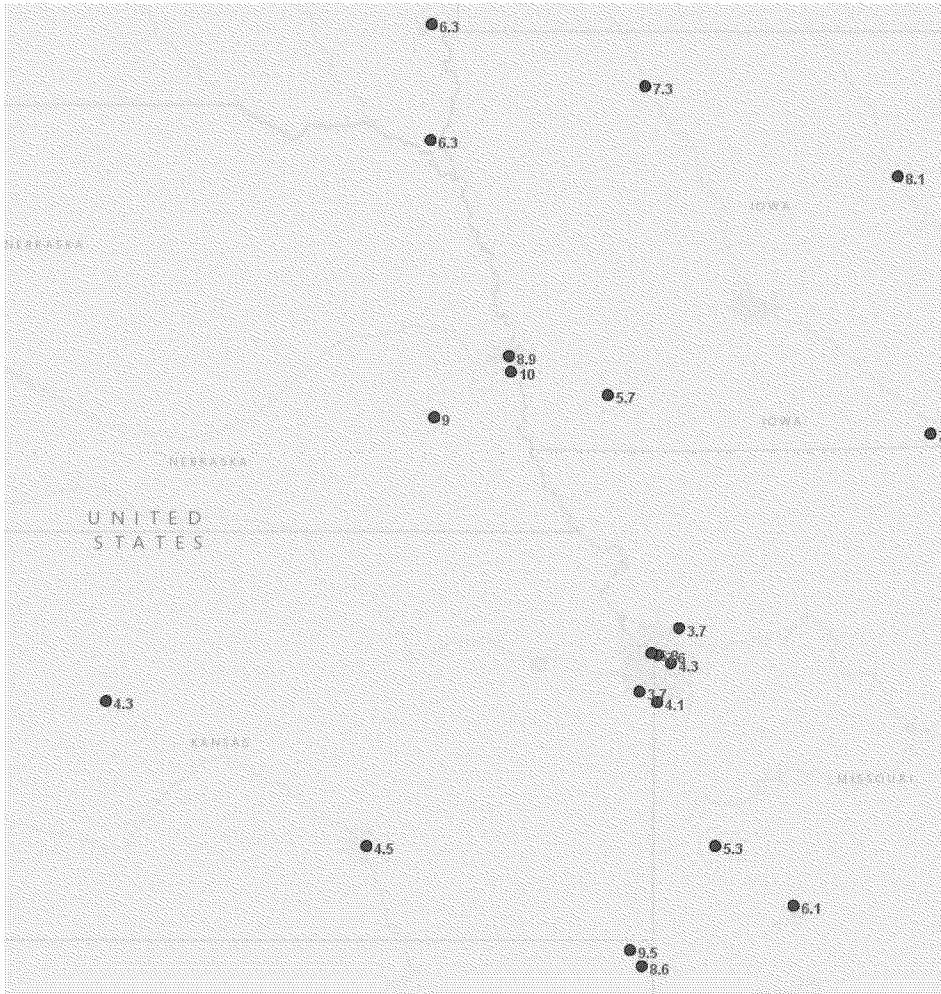 6.3
7.3
6.3
8.1
IOWA
NEBRASKA
8.9
10
5.7
9
IOWA
NEBRASKA
UNITED
STATES
3.7
4.3
3.7
4.1
4.3
KANSAS
MISSOURI
4.5
5.3
6.1
9.5
8.6